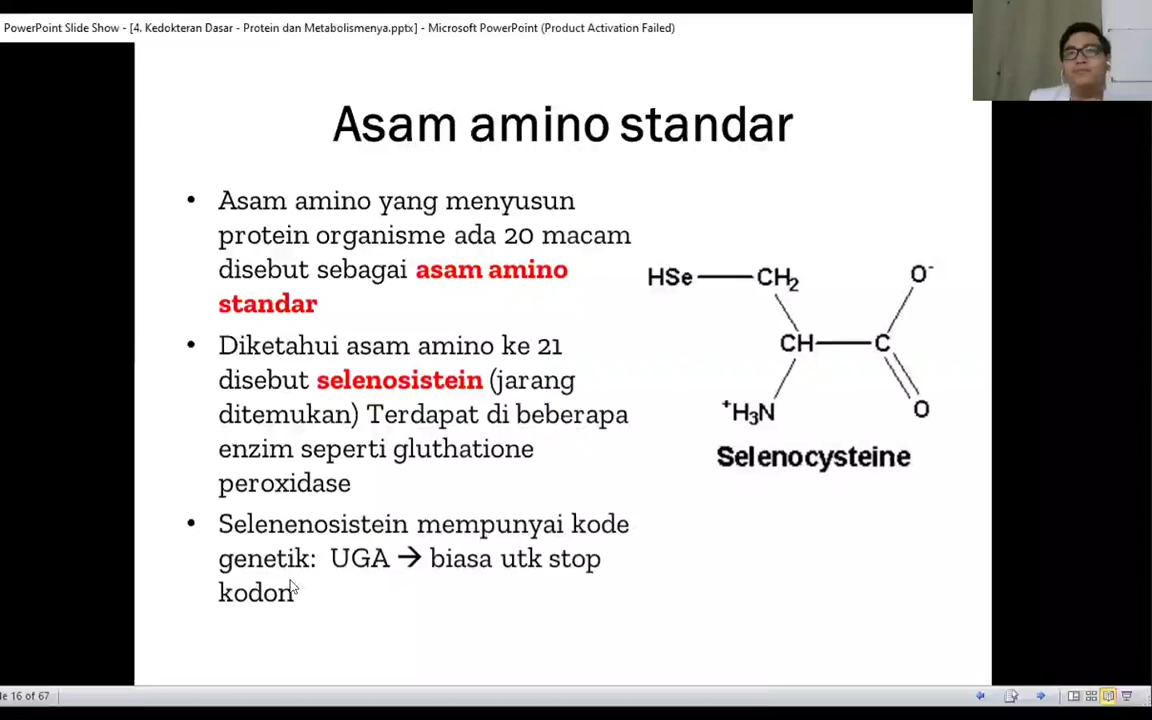 PowerPoint Slide Show - [4. Kedokteran Dasar - Protein dan Metabolismenya.pptx] - Microsoft PowerPoint (Product Activation Failed)
Asam amino standar
• Asam amino yang menyusun
protein organisme ada 20 macam
disebut sebagai asam amino
standar
• Diketahui asam amino ke 21
disebut selenosistein (jarang
ditemukan) Terdapat di beberapa
enzim seperti gluthatione
peroxidase
• Selenenosistein mempunyai kode
genetik: UGA → biasa utk stop
kodon
HSe CH₂ O⁻
CH C
⁺H₃N O
Selenocysteine
le 16 of 67